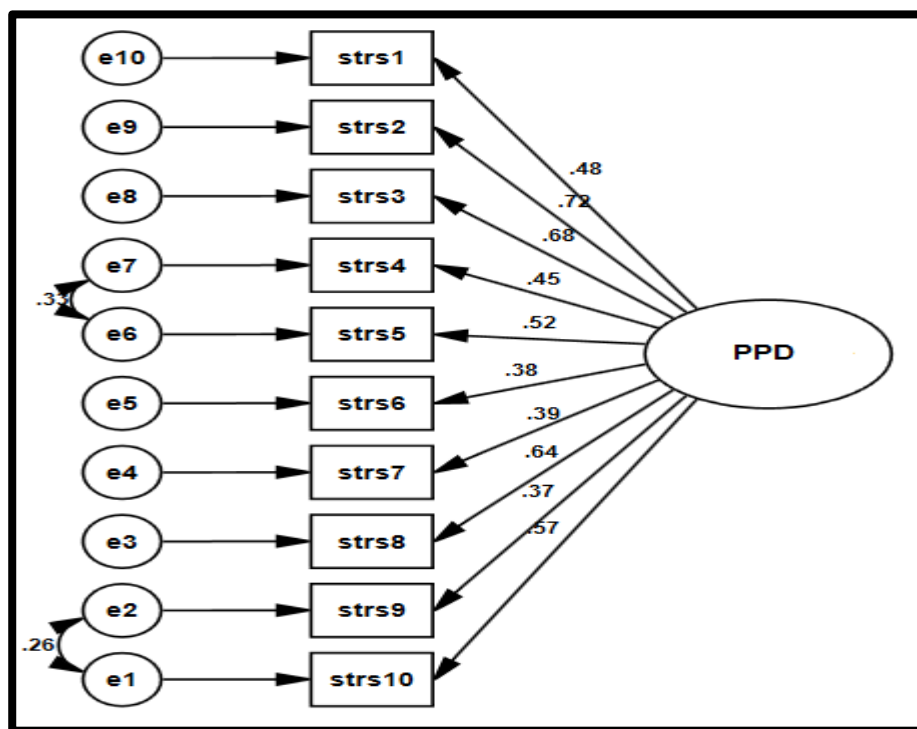 e10 strs1
e9 strs2
.48
e8 strs3
.72
.68
e7 strs4
.45
.33
.52
e6 strs5
PPD
.38
e5 strs6
.39
e4 strs7
.64
.37
e3 strs8
.57
e2 strs9
.26
e1 strs10